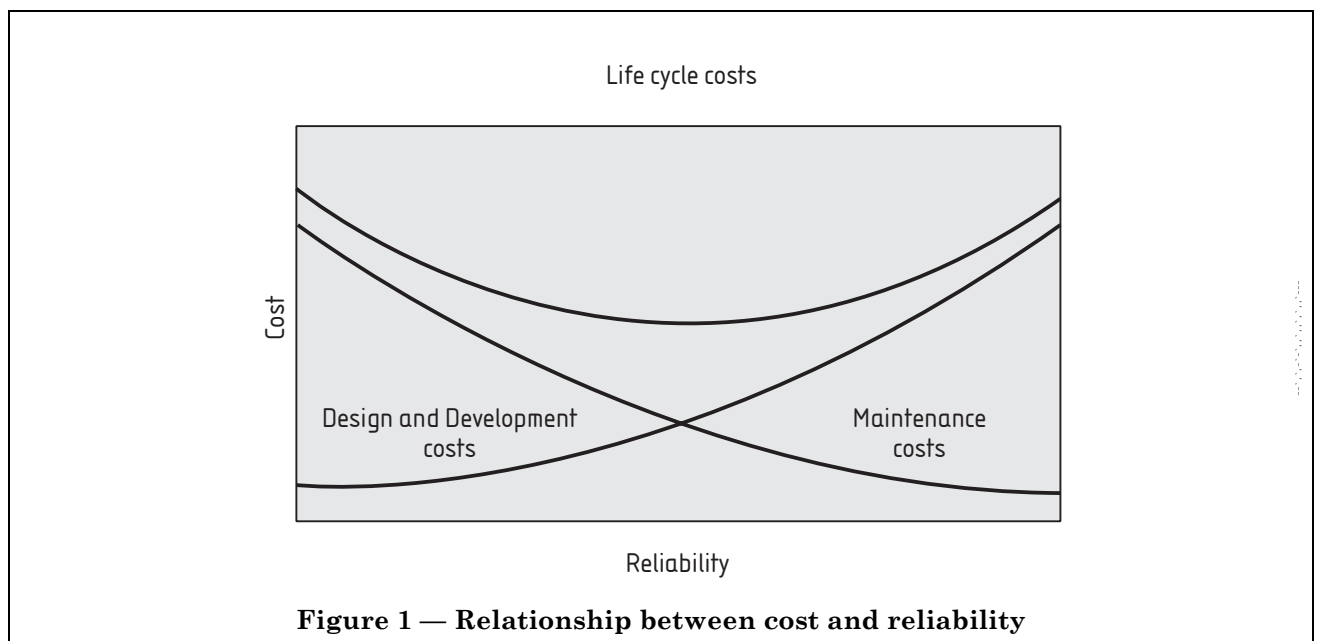 Life cycle costs
Cost
Design and Development
costs
Maintenance
costs
Reliability
Figure 1 — Relationship between cost and reliability